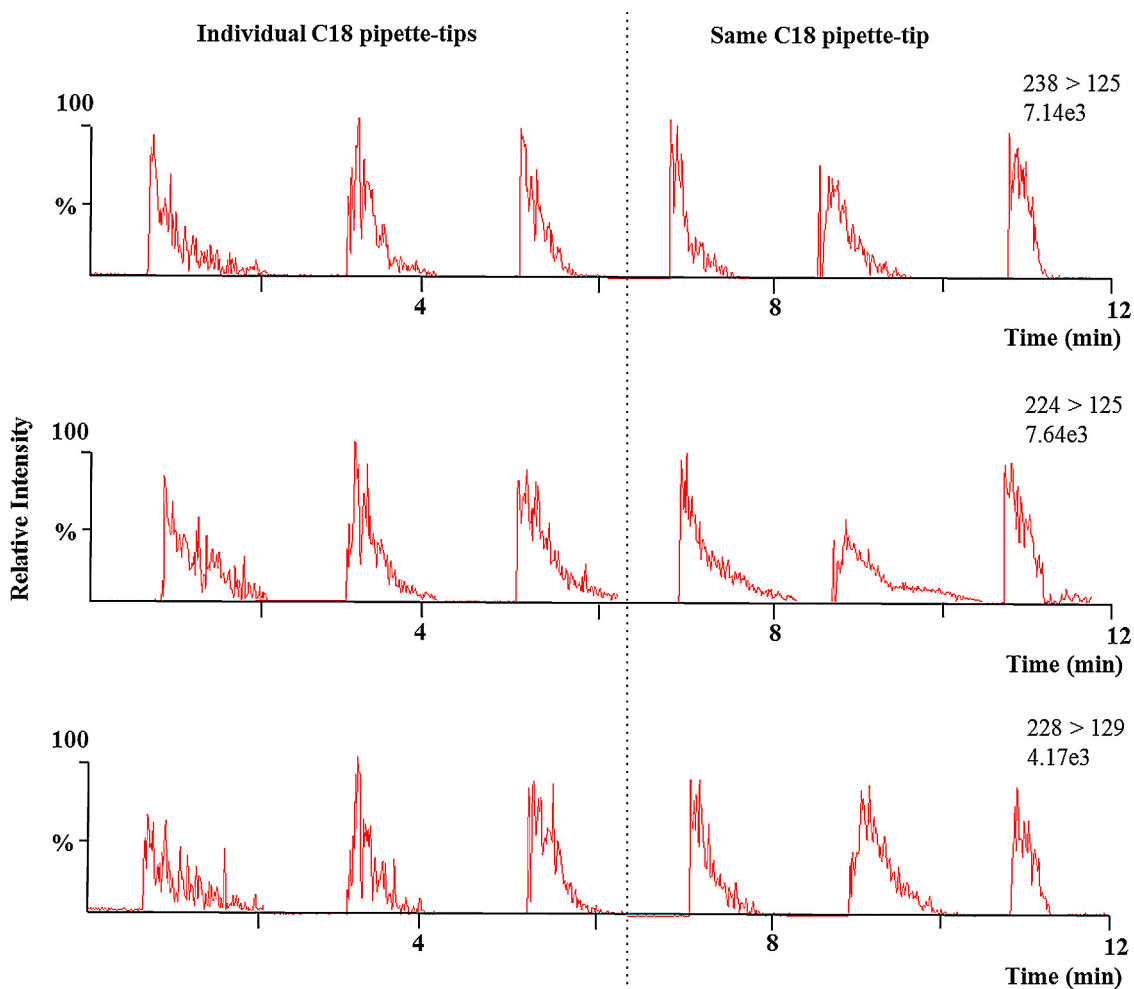 Individual C18 pipette-tips
Same C18 pipette-tip
238 > 125
7.14e3
100
%
4
8
12
Time (min)
Relative Intensity
224 > 125
7.64e3
100
%
4
8
12
Time (min)
228 > 129
4.17e3
100
%
4
8
12
Time (min)